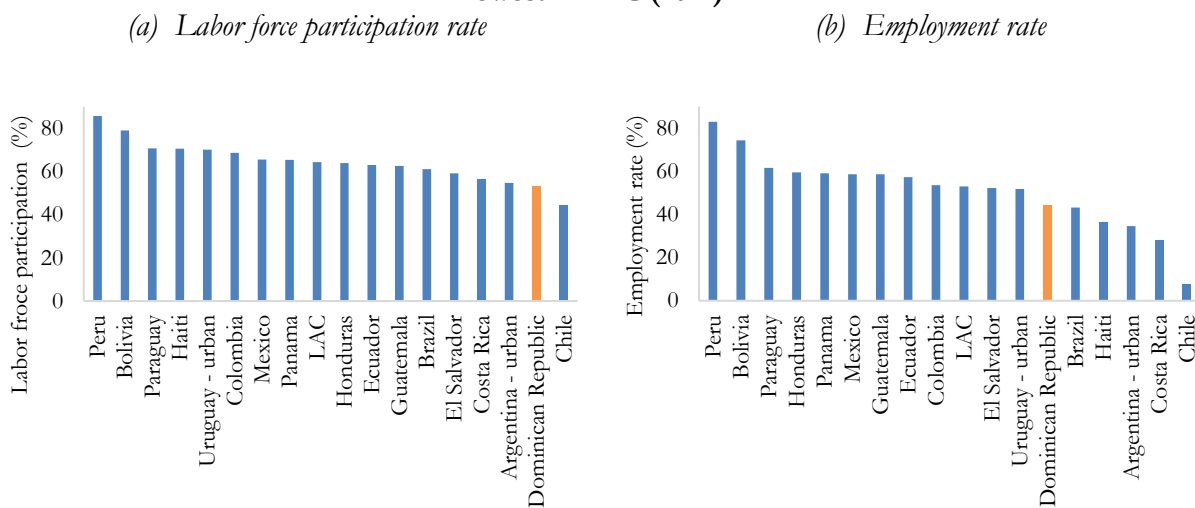 (a) Labor force participation rate
(b) Employment rate
Labor froce participation (%)
80
60
40
20
0
Peru
Bolivia
Paraguay
Haiti
Uruguay - urban
Colombia
Mexico
Panama
LAC
Honduras
Ecuador
Guatemala
Brazil
El Salvador
Costa Rica
Argentina - urban
Dominican Republic
Chile
Employment rate (%)
80
60
40
20
0
Peru
Bolivia
Paraguay
Honduras
Panama
Mexico
Guatemala
Ecuador
Colombia
LAC
El Salvador
Uruguay - urban
Dominican Republic
Brazil
Haiti
Argentina - urban
Costa Rica
Chile